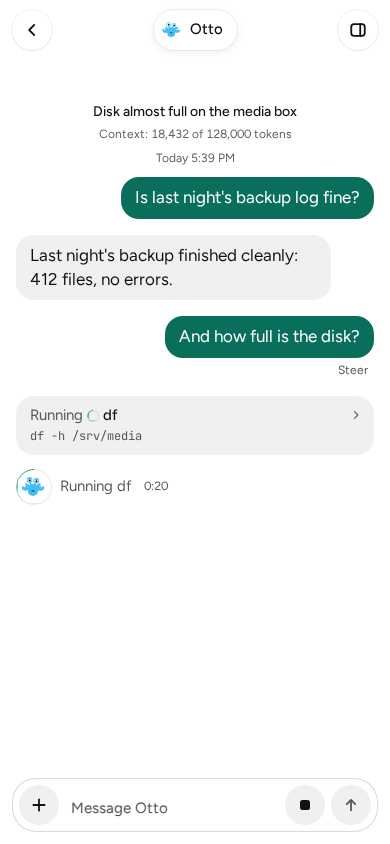 Otto
Disk almost full on the media box
Context: 18,432 of 128,000 tokens
Today 5:39 PM
Is last night's backup log fine?
Last night's backup finished cleanly:
412 files, no errors.
And how full is the disk?
Steer
Running df
df -h /srv/media
Running df 0:20
Message Otto